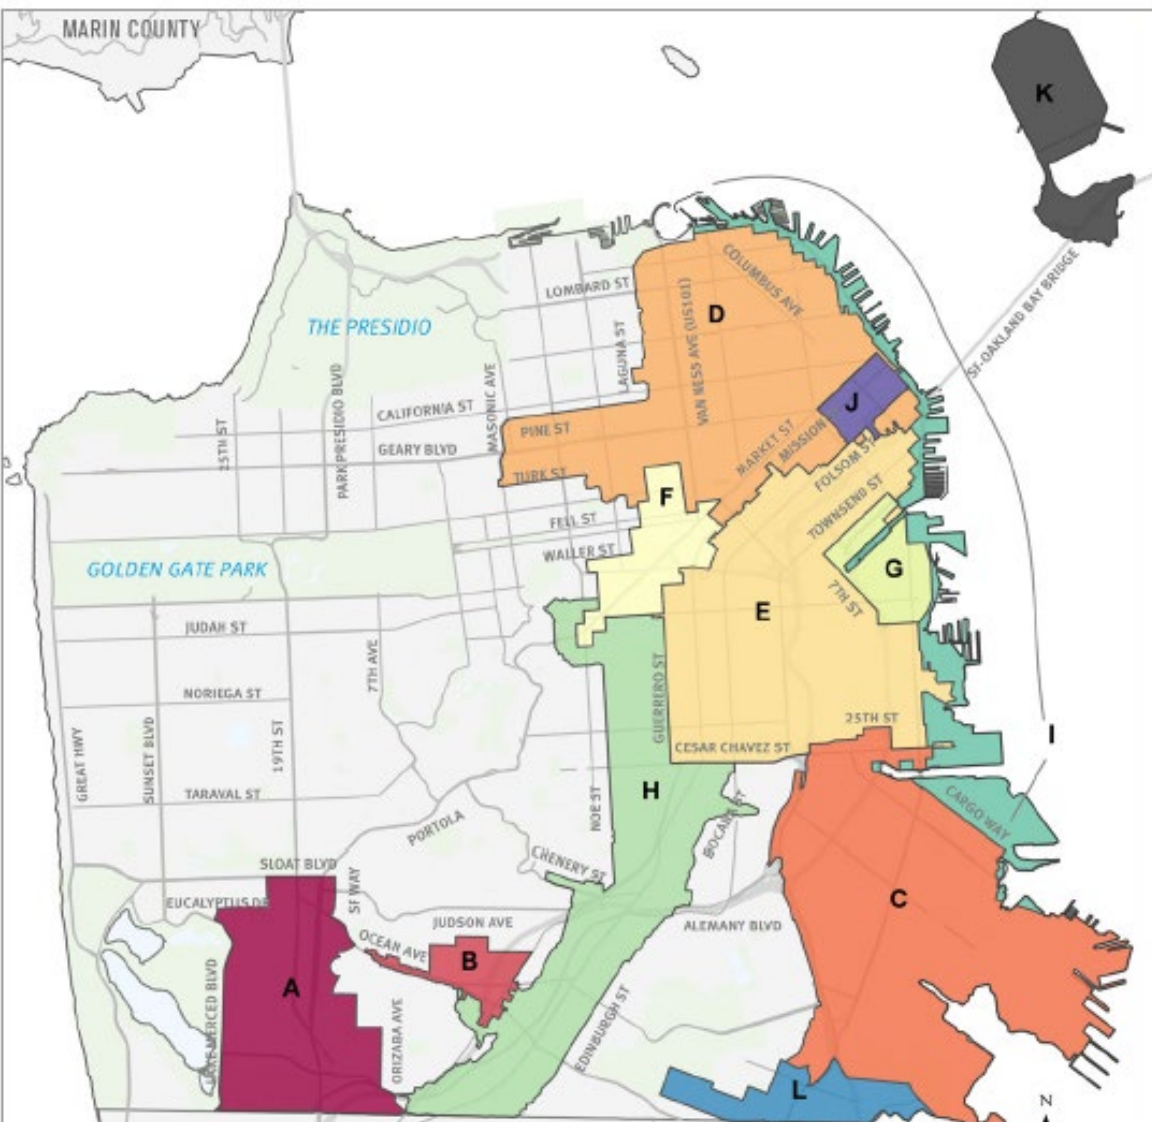 MARIN COUNTY
K
COLUMBUS AVE
LOMBARD ST
SF-OAKLAND BAY BRIDGE
D
THE PRESIDIO
VAN NESS AVE (US101)
LAGUNA ST
MASONIC AVE
PARK PRESIDIO BLVD
CALIFORNIA ST
J
PINE ST
15TH ST
GEARY BLVD
MARKET ST
MISSION
FOLSOM ST
TURK ST
F
TOWNSEND ST
FELL ST
WALLER ST
GOLDEN GATE PARK
G
7TH ST
E
JUDAH ST
7TH AVE
GUERRERO ST
NORIEGA ST
25TH ST
GREAT HWY
SUNSET BLVD
19TH ST
CESAR CHAVEZ ST
I
TARAVAL ST
H
NOE ST
CARGO WAY
PORTOLA
BOCANA ST
SLOAT BLVD
CHENERY ST
SF WAY
EUCALYPTUS DR
C
JUDSON AVE
ALEMANY BLVD
OCEAN AVE
B
A
LAKE MERCED BLVD
ORIZABA AVE
EDINBURGH ST
L
N